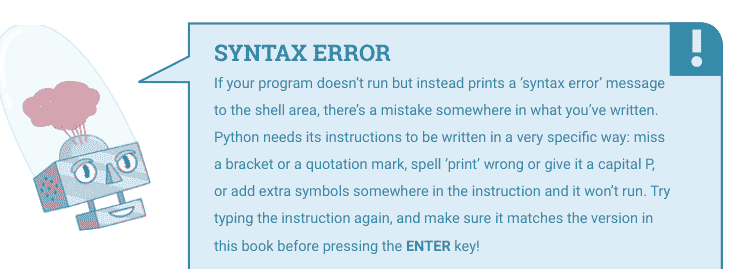 SYNTAX ERROR
If your program doesn’t run but instead prints a ‘syntax error’ message
to the shell area, there’s a mistake somewhere in what you’ve written.
Python needs its instructions to be written in a very specific way: miss
a bracket or a quotation mark, spell ‘print’ wrong or give it a capital P,
or add extra symbols somewhere in the instruction and it won’t run. Try
typing the instruction again, and make sure it matches the version in
this book before pressing the ENTER key!